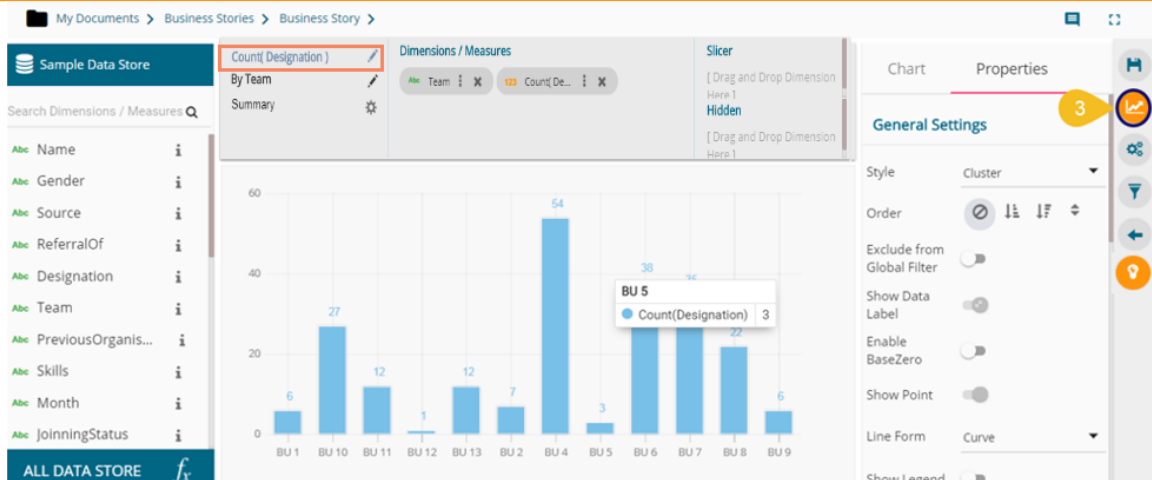 My Documents > Business Stories > Business Story >
Sample Data Store
Search Dimensions / Measures
Abc Name i
Abc Gender i
Abc Source i
Abc ReferralOf i
Abc Designation i
Abc Team i
Abc PreviousOrganis... i
Abc Skills i
Abc Month i
Abc JoinningStatus i
ALL DATA STORE fx
Count( Designation )
By Team
Summary
Dimensions / Measures
Abc Team
123 Count( De...
Slicer
[ Drag and Drop Dimension
Here ]
Hidden
[ Drag and Drop Dimension
Here ]
60
40
20
0
6
27
12
1
12
7
54
3
38
22
6
BU 5
Count(Designation) 3
BU 1 BU 10 BU 11 BU 12 BU 13 BU 2 BU 4 BU 5 BU 6 BU 7 BU 8 BU 9
Chart Properties
3
General Settings
Style Cluster
Order
Exclude from
Global Filter
Show Data
Label
Enable
BaseZero
Show Point
Line Form Curve
Show Legend